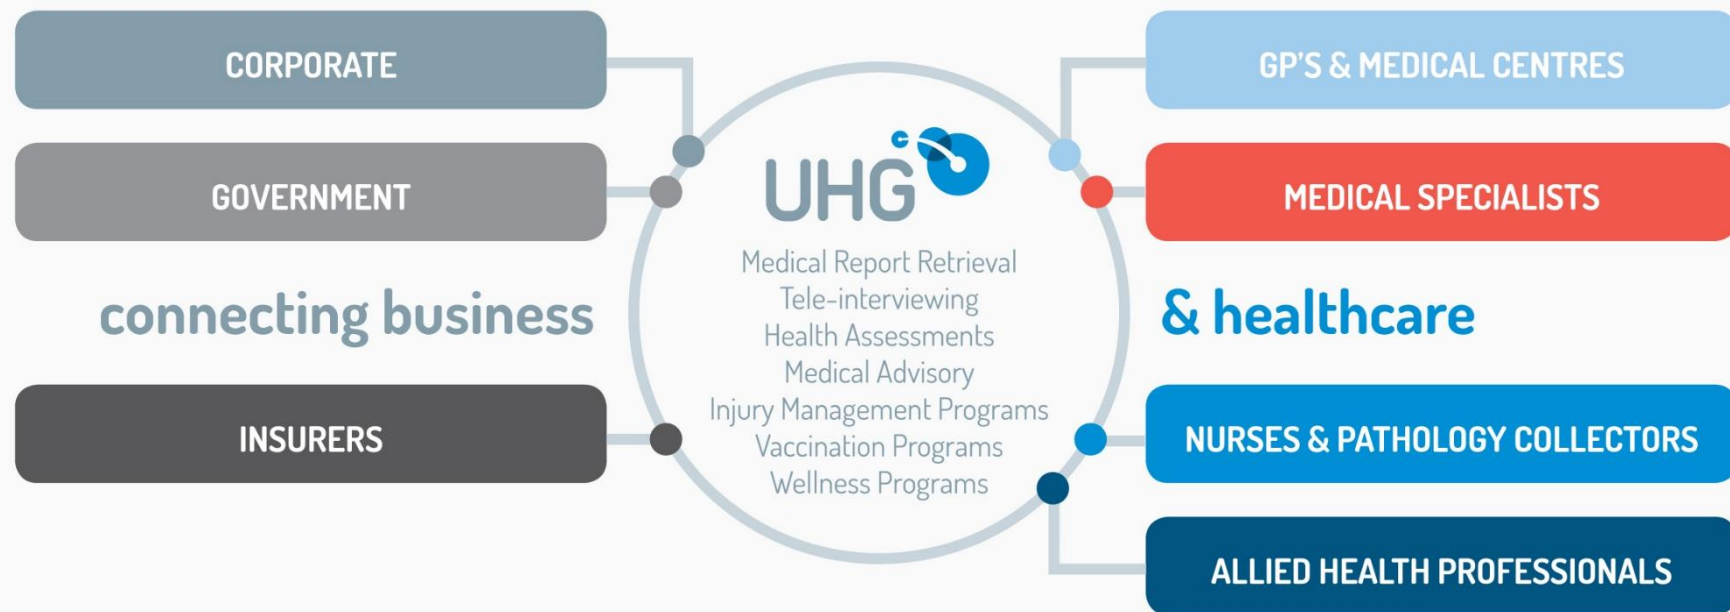 CORPORATE
GOVERNMENT
connecting business
INSURERS
UHG
Medical Report Retrieval
Tele-interviewing
Health Assessments
Medical Advisory
Injury Management Programs
Vaccination Programs
Wellness Programs
GP'S & MEDICAL CENTRES
MEDICAL SPECIALISTS
& healthcare
NURSES & PATHOLOGY COLLECTORS
ALLIED HEALTH PROFESSIONALS